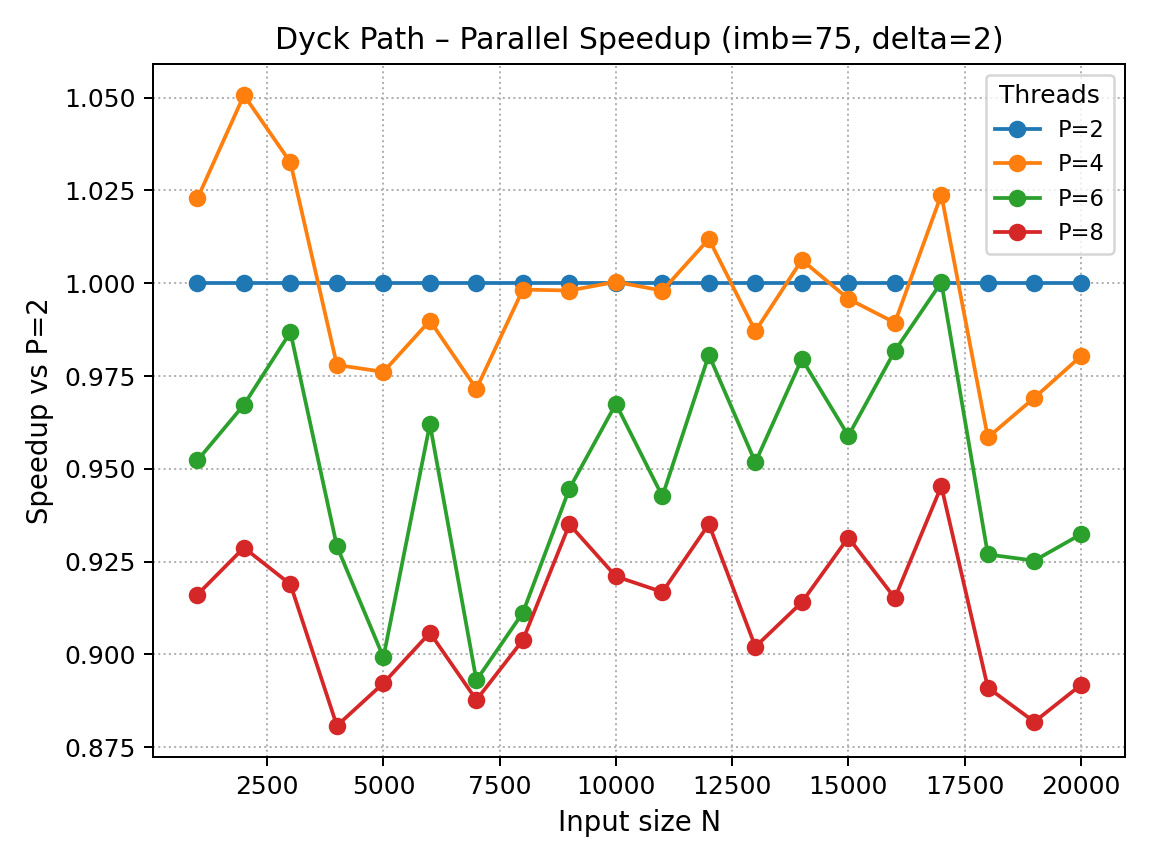 Dyck Path – Parallel Speedup (imb=75, delta=2)
Speedup vs P=2
1.050
1.025
1.000
0.975
0.950
0.925
0.900
0.875
Threads
P=2
P=4
P=6
P=8
2500 5000 7500 10000 12500 15000 17500 20000
Input size N